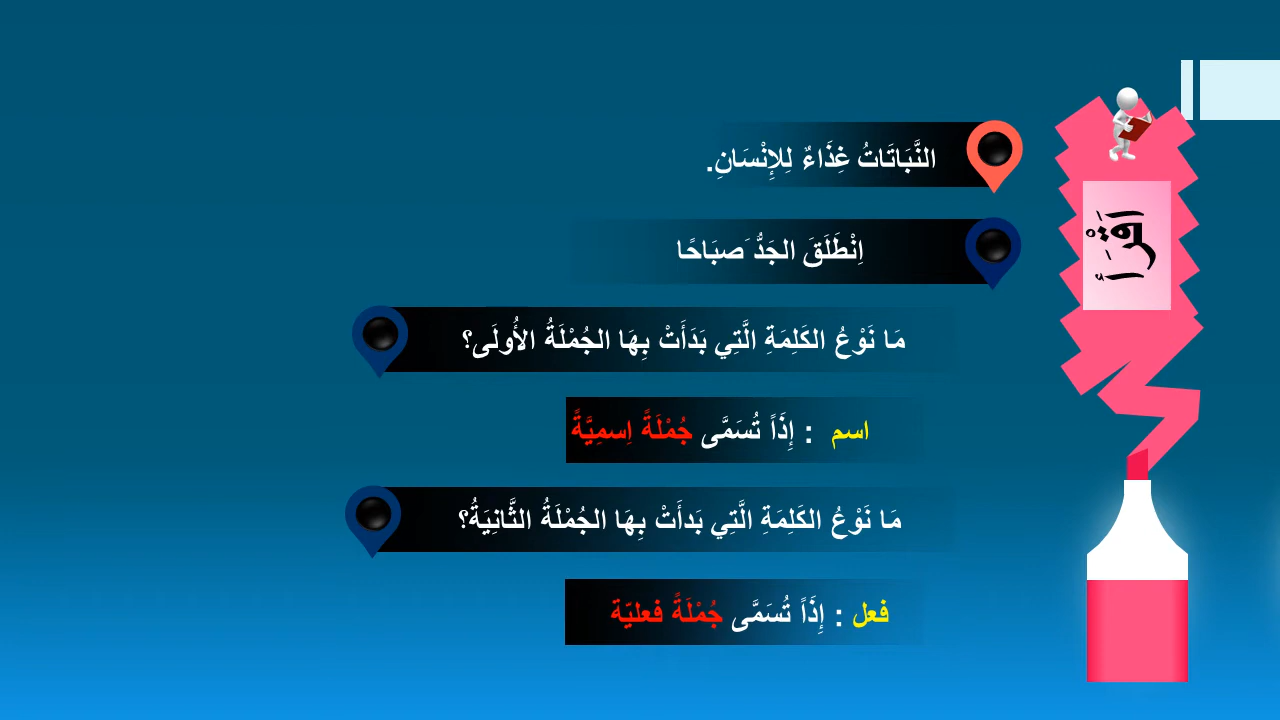 اَقْرَأُ
النَّبَاتَاتُ غِذَاءٌ لِلإِنْسَانِ.
اِنْطَلَقَ الجَدُّ َصبَاحًا
مَا نَوْعُ الكَلِمَةِ الَّتِي بَدَأَتْ بِهَا الجُمْلَةُ الأُولَى؟
اسم : إِذَاً تُسَمَّى جُمْلَةً اِسمِيَّةً
مَا نَوْعُ الكَلِمَةِ الَّتِي بَدأَتْ بِهَا الجُمْلَةُ الثَّانِيَةُ؟
فعل : إِذَاً تُسَمَّى جُمْلَةً فعليّة